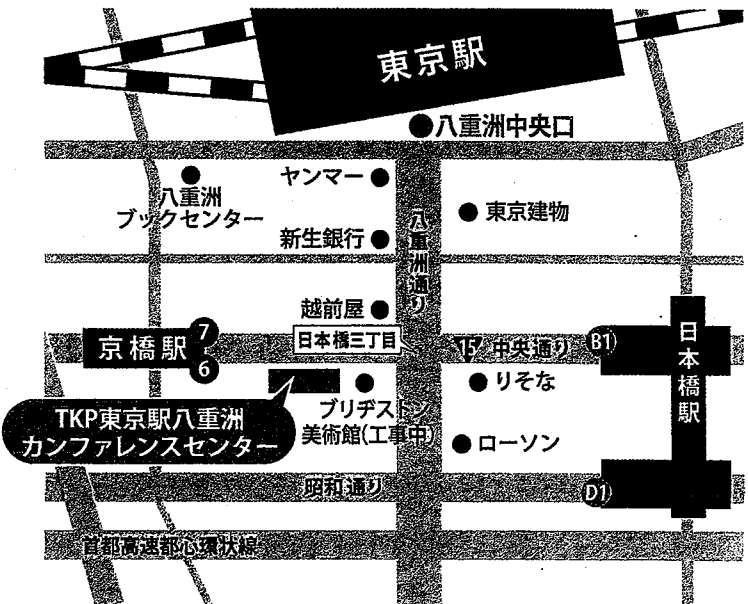 東京駅
八重洲中央口
ヤンマー
八重洲
ブックセンター
東京建物
新生銀行
八重洲通り
越前屋
日本橋三丁目
京橋駅
7
6
15
中央通り
B1
日本橋駅
りそな
ブリヂストン
美術館(工事中)
TKP東京駅八重洲
カンファレンスセンター
ローソン
昭和通り
D1
首都高速都心環状線